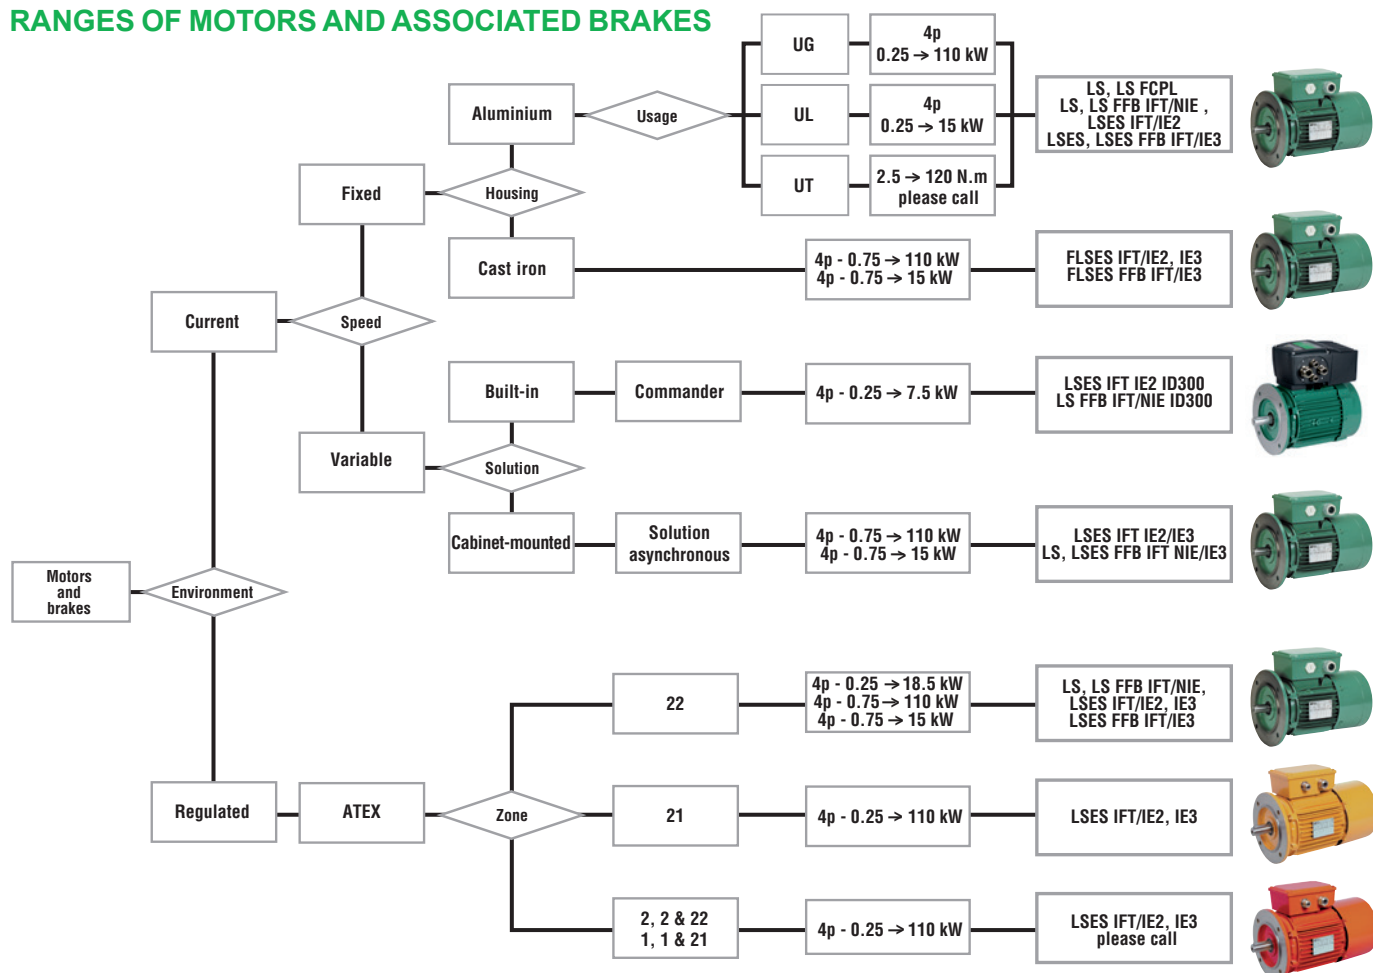 RANGES OF MOTORS AND ASSOCIATED BRAKES
UG
4p
0.25 → 110 kW
Aluminium
Usage
UL
4p
0.25 → 15 kW
LS, LS FCPL
LS, LS FFB IFT/NIE ,
LSES IFT/IE2
LSES, LSES FFB IFT/IE3
UT
2.5 → 120 N.m
please call
Fixed
Housing
Cast iron
4p - 0.75 → 110 kW
4p - 0.75 → 15 kW
FLSES IFT/IE2, IE3
FLSES FFB IFT/IE3
Current
Speed
Built-in
Commander
4p - 0.25 → 7.5 kW
LSES IFT IE2 ID300
LS FFB IFT/NIE ID300
Variable
Solution
Cabinet-mounted
Solution
asynchronous
4p - 0.75 → 110 kW
4p - 0.75 → 15 kW
LSES IFT IE2/IE3
LS, LSES FFB IFT NIE/IE3
Motors
and
brakes
Environment
22
4p - 0.25 → 18.5 kW
4p - 0.75 → 110 kW
4p - 0.75 → 15 kW
LS, LS FFB IFT/NIE,
LSES IFT/IE2, IE3
LSES FFB IFT/IE3
Regulated
ATEX
Zone
21
4p - 0.25 → 110 kW
LSES IFT/IE2, IE3
2, 2 & 22
1, 1 & 21
4p - 0.25 → 110 kW
LSES IFT/IE2, IE3
please call